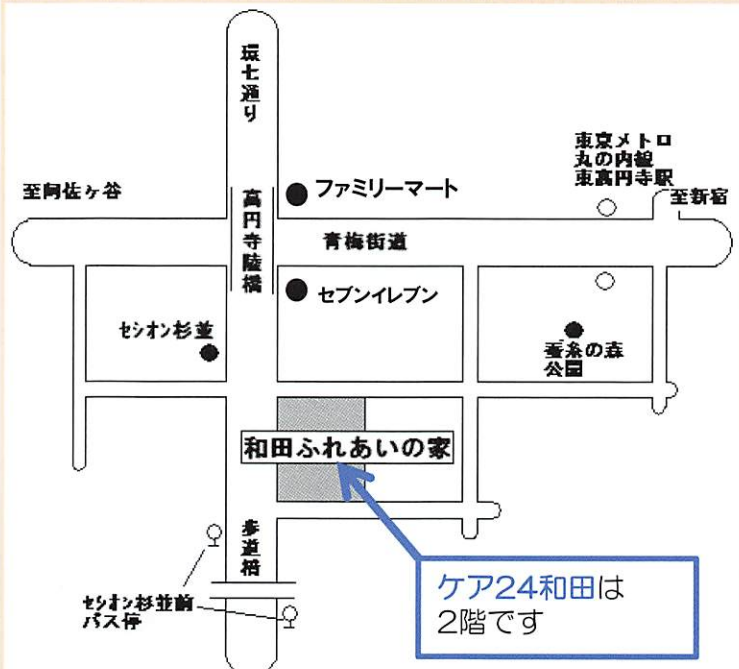 環七通り
東京メトロ
丸の内線
東高円寺駅
至阿佐ヶ谷
ファミリーマート
至新宿
高円寺陸橋
青梅街道
セブンイレブン
セシオン杉並
蚕糸の森
公園
和田ふれあいの家
歩道橋
セシオン杉並前
バス停
ケア24和田は
2階です